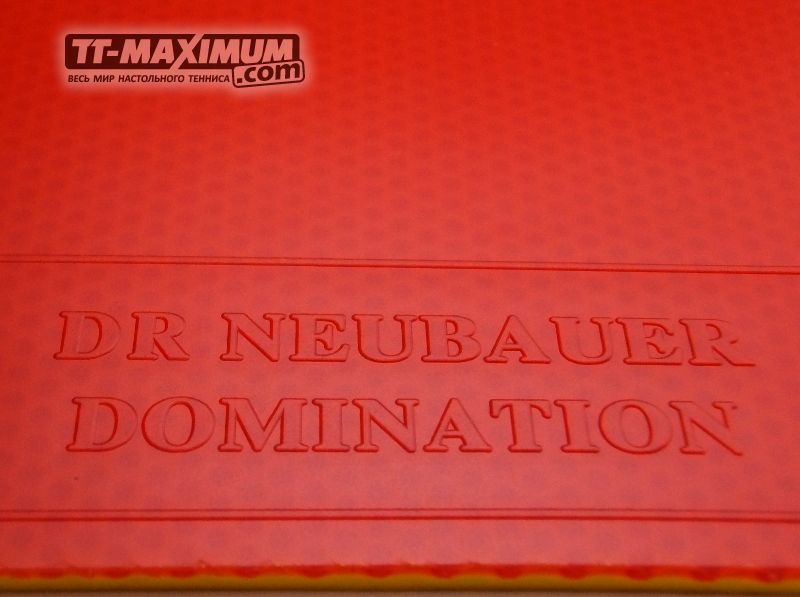 TT-MAXIMUM
.com
ВЕСЬ МИР НАСТОЛЬНОГО ТЕННИСА
DR NEUBAUER
DOMINATION